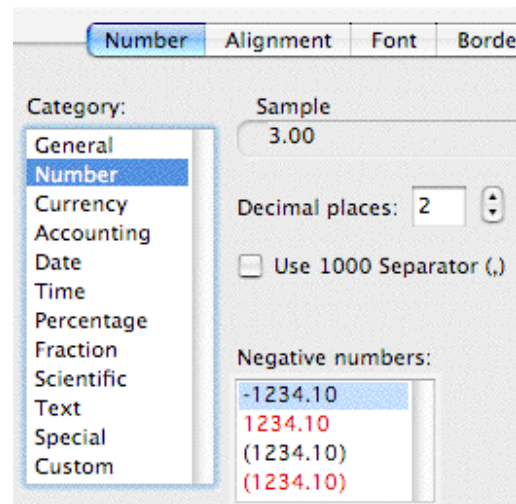 Number Alignment Font Borde
Category:
General
Number
Currency
Accounting
Date
Time
Percentage
Fraction
Scientific
Text
Special
Custom
Sample
3.00
Decimal places: 2
Use 1000 Separator (,)
Negative numbers:
-1234.10
1234.10
(1234.10)
(1234.10)